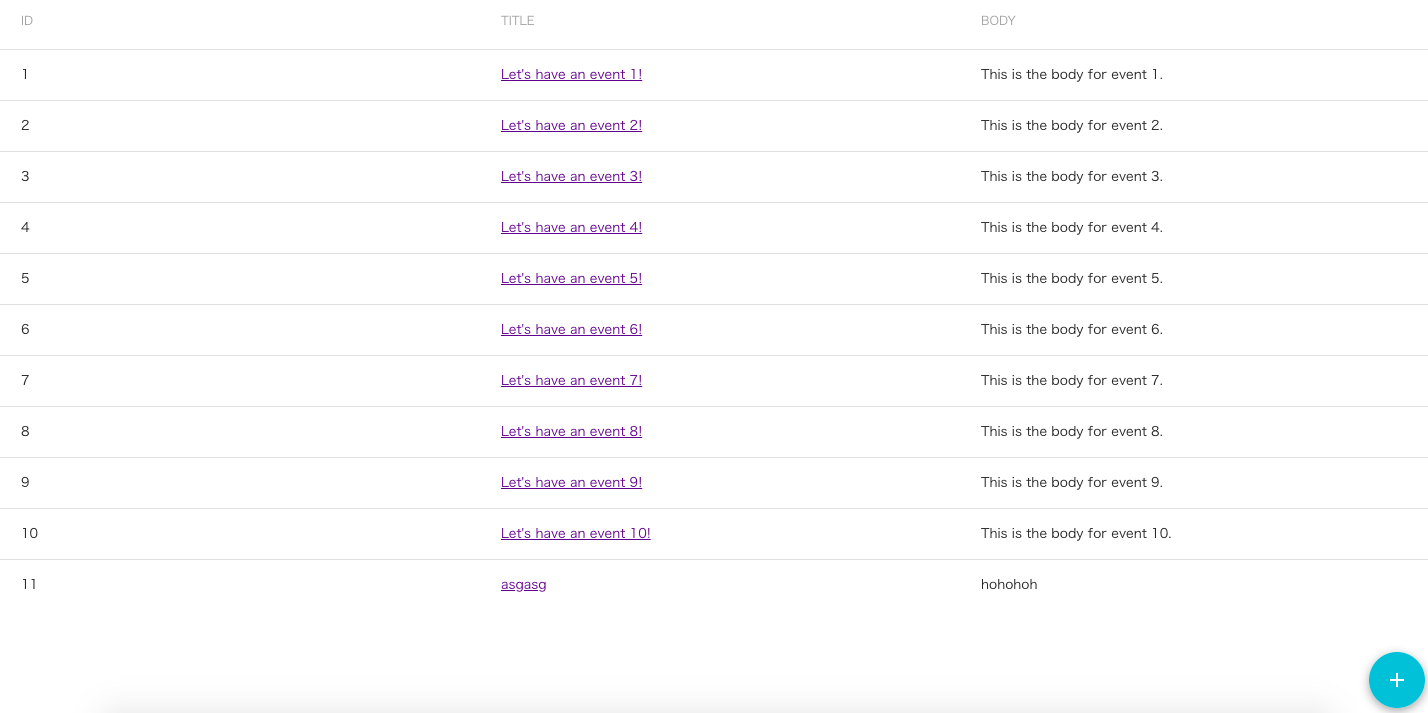 ID TITLE BODY
1 Let's have an event 1! This is the body for event 1.
2 Let's have an event 2! This is the body for event 2.
3 Let's have an event 3! This is the body for event 3.
4 Let's have an event 4! This is the body for event 4.
5 Let's have an event 5! This is the body for event 5.
6 Let's have an event 6! This is the body for event 6.
7 Let's have an event 7! This is the body for event 7.
8 Let's have an event 8! This is the body for event 8.
9 Let's have an event 9! This is the body for event 9.
10 Let's have an event 10! This is the body for event 10.
11 asgasg hohohoh
+